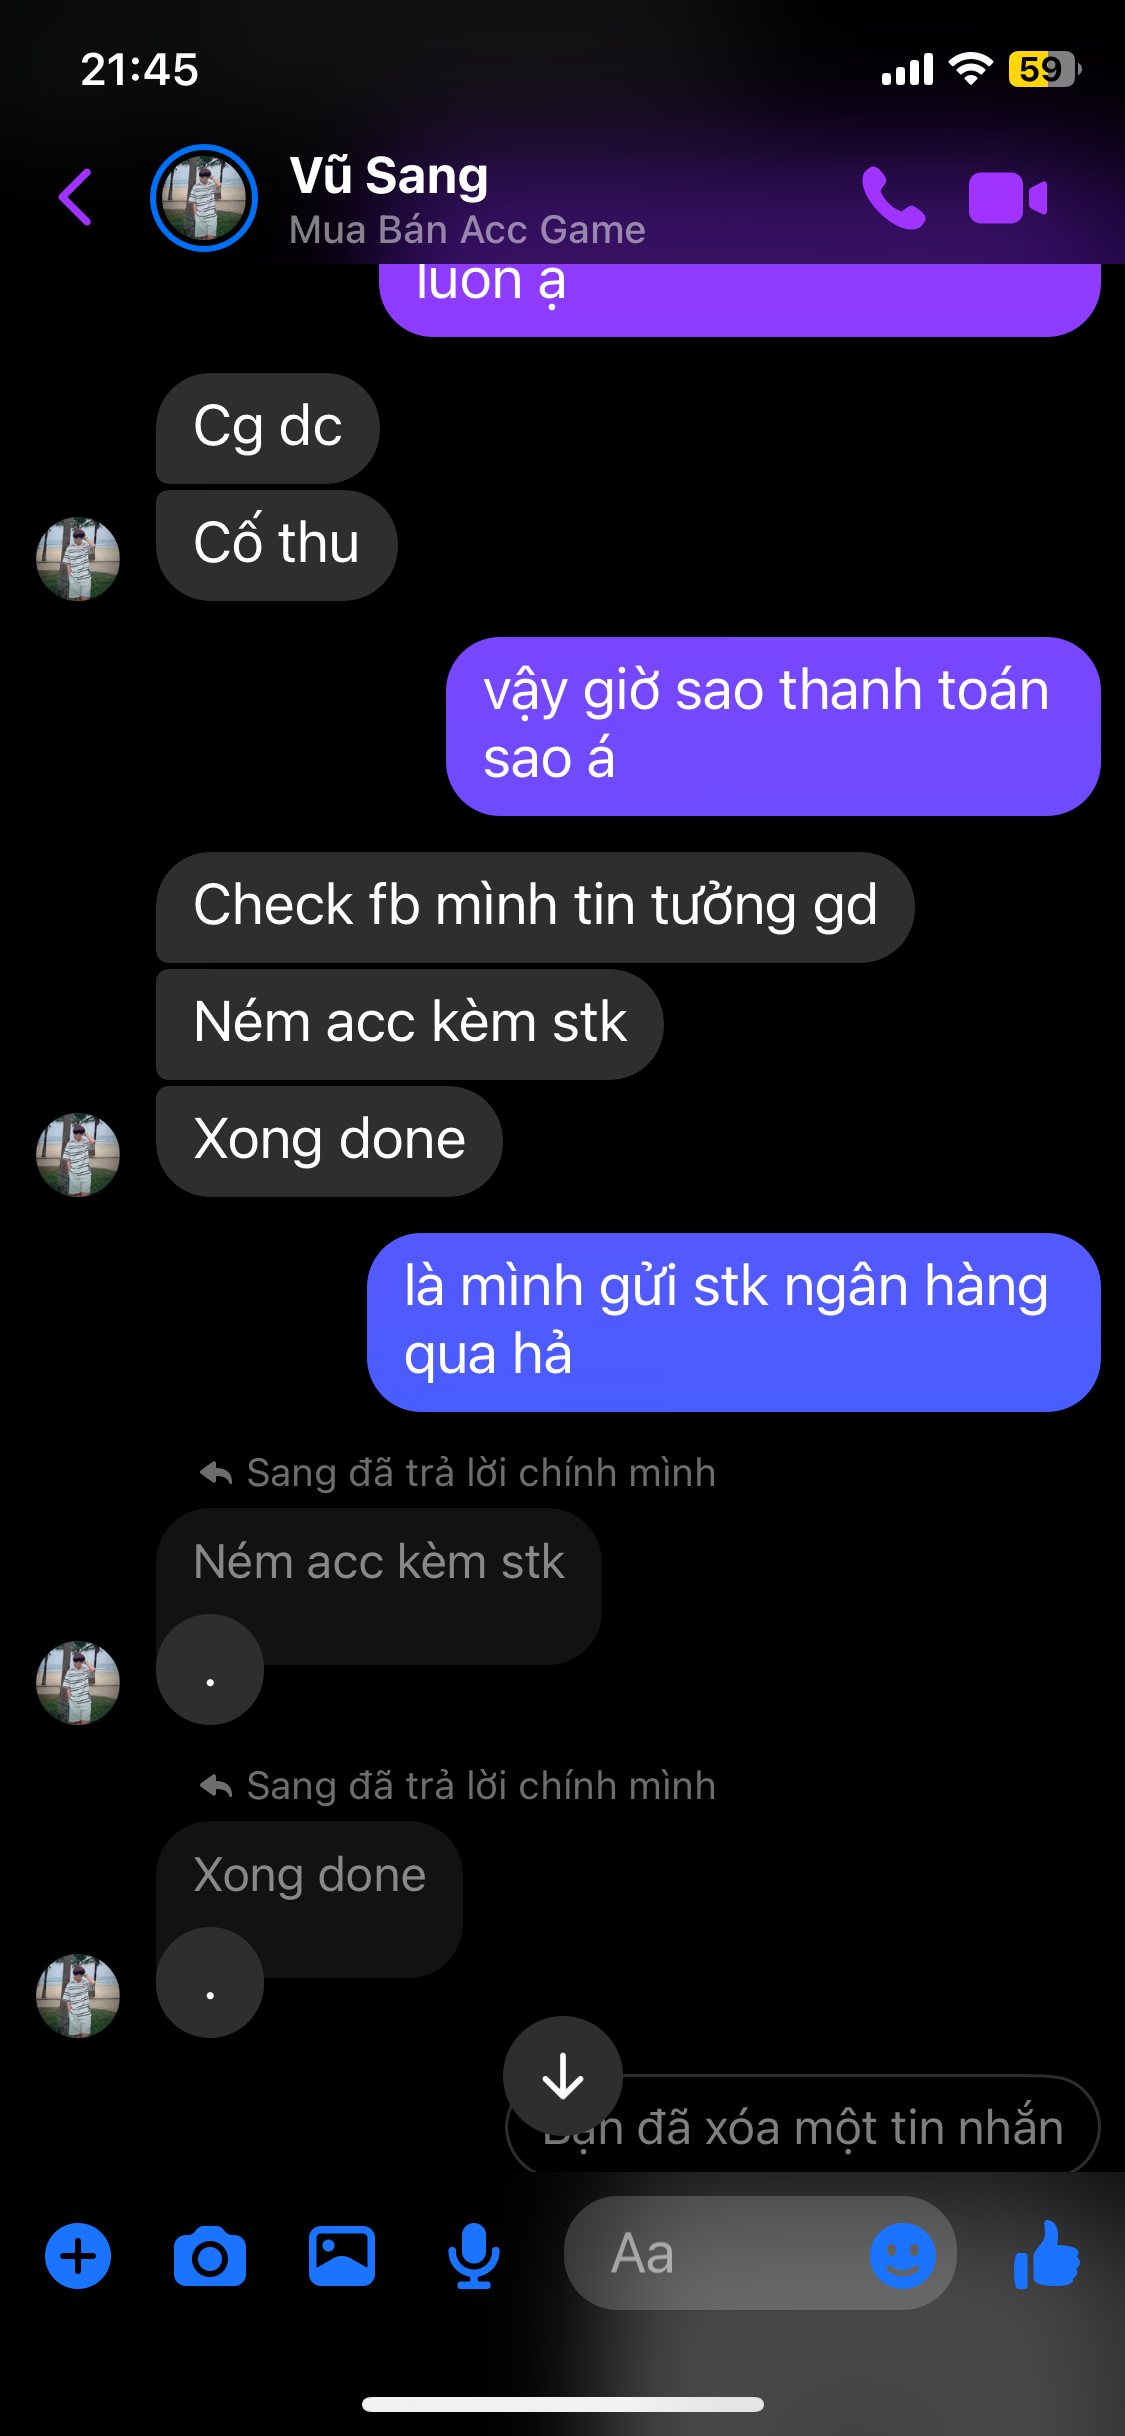 21:45
59
Vũ Sang
Mua Bán Acc Game
luôn ạ
Cg dc
Cố thu
vậy giờ sao thanh toán
sao á
Check fb mình tin tưởng gd
Ném acc kèm stk
Xong done
là mình gửi stk ngân hàng
qua hả
Sang đã trả lời chính mình
Ném acc kèm stk
.
Sang đã trả lời chính mình
Xong done
.
Bạn đã xóa một tin nhắn
Aa